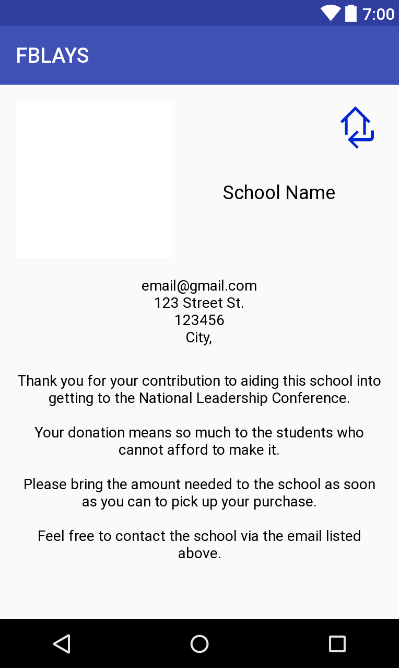 7:00
FBLAYS
School Name
email@gmail.com
123 Street St.
123456
City,
Thank you for your contribution to aiding this school into
getting to the National Leadership Conference.
Your donation means so much to the students who
cannot afford to make it.
Please bring the amount needed to the school as soon
as you can to pick up your purchase.
Feel free to contact the school via the email listed
above.